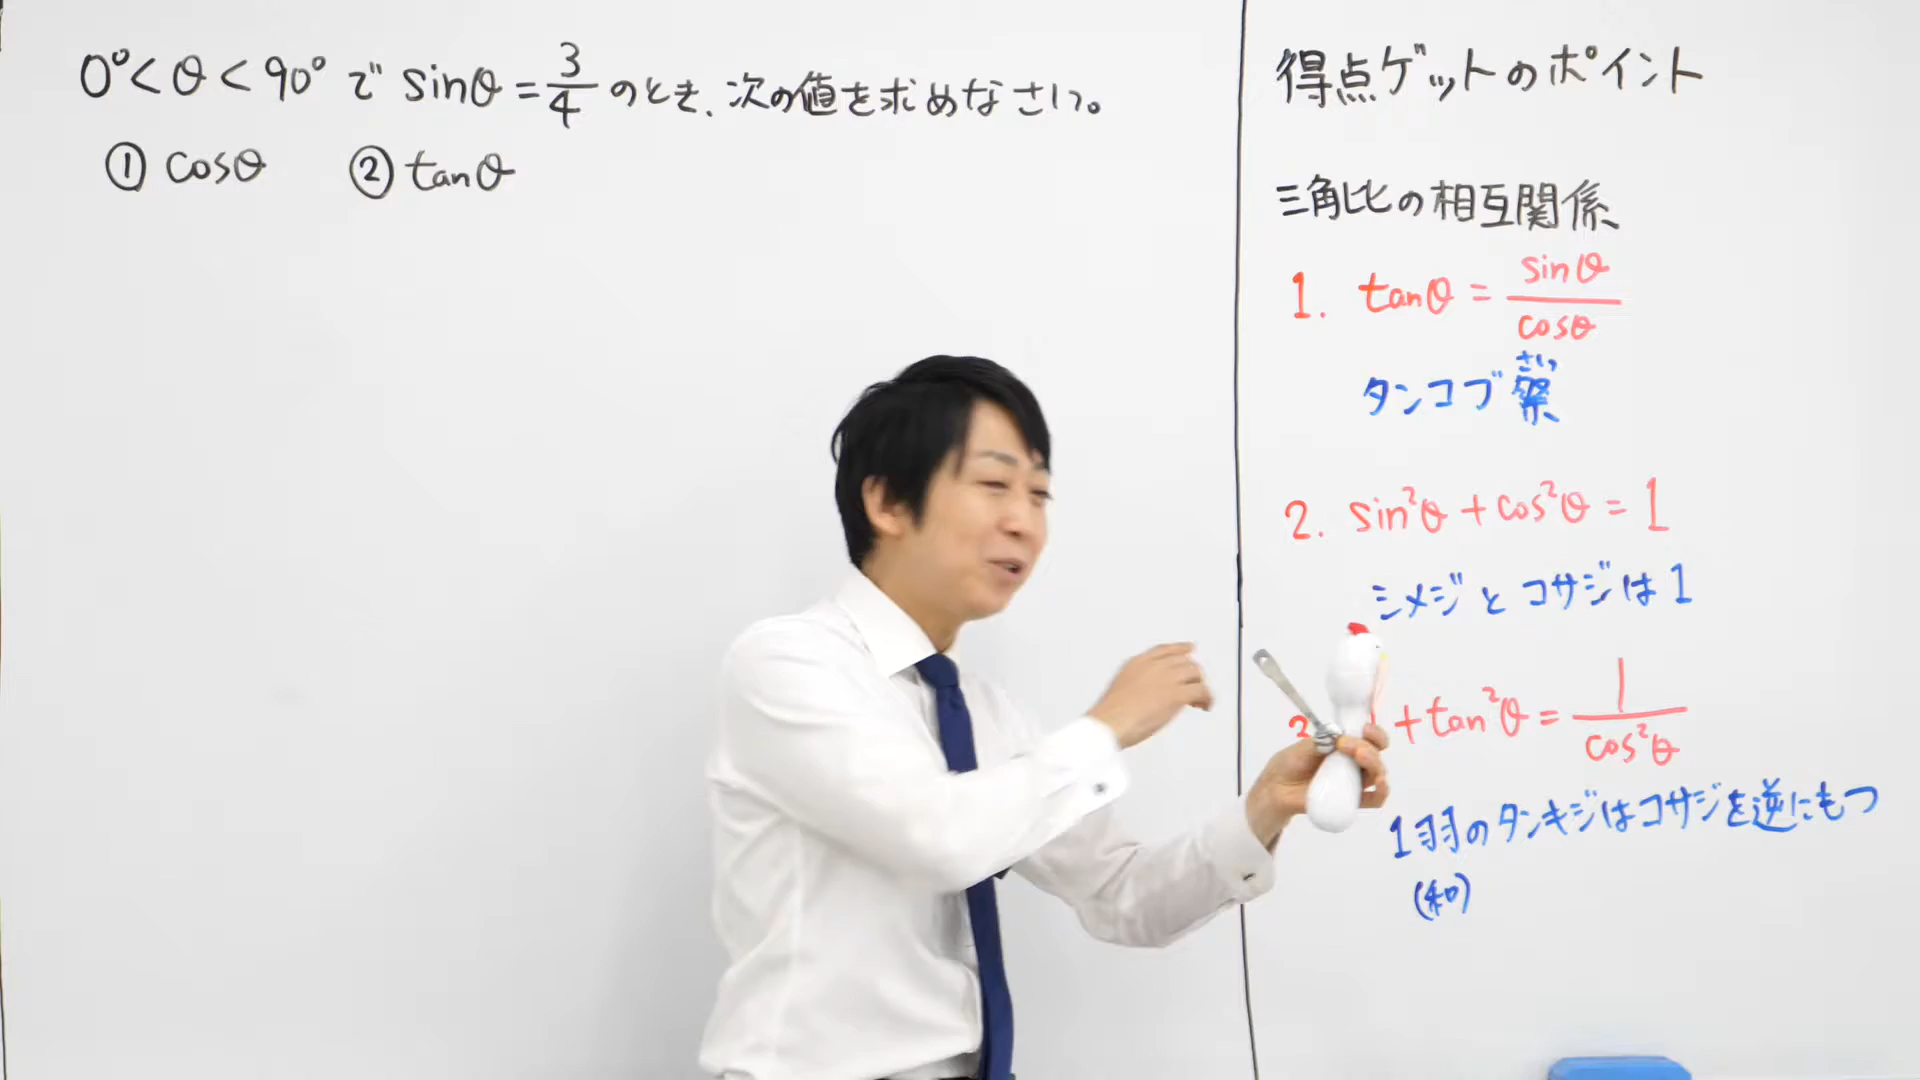 0°<θ<90°で sinθ=3/4 のとき、次の値を求めなさい。
① cosθ ② tanθ
得点ゲットのポイント
三角比の相互関係
1. tanθ = sinθ/cosθ
さい
タンコブ
2. sin²θ + cos²θ = 1
シメジとコサジは1
+ tan²θ = 1/cos²θ
1羽のタンキジはコサジを逆にもつ
(和)